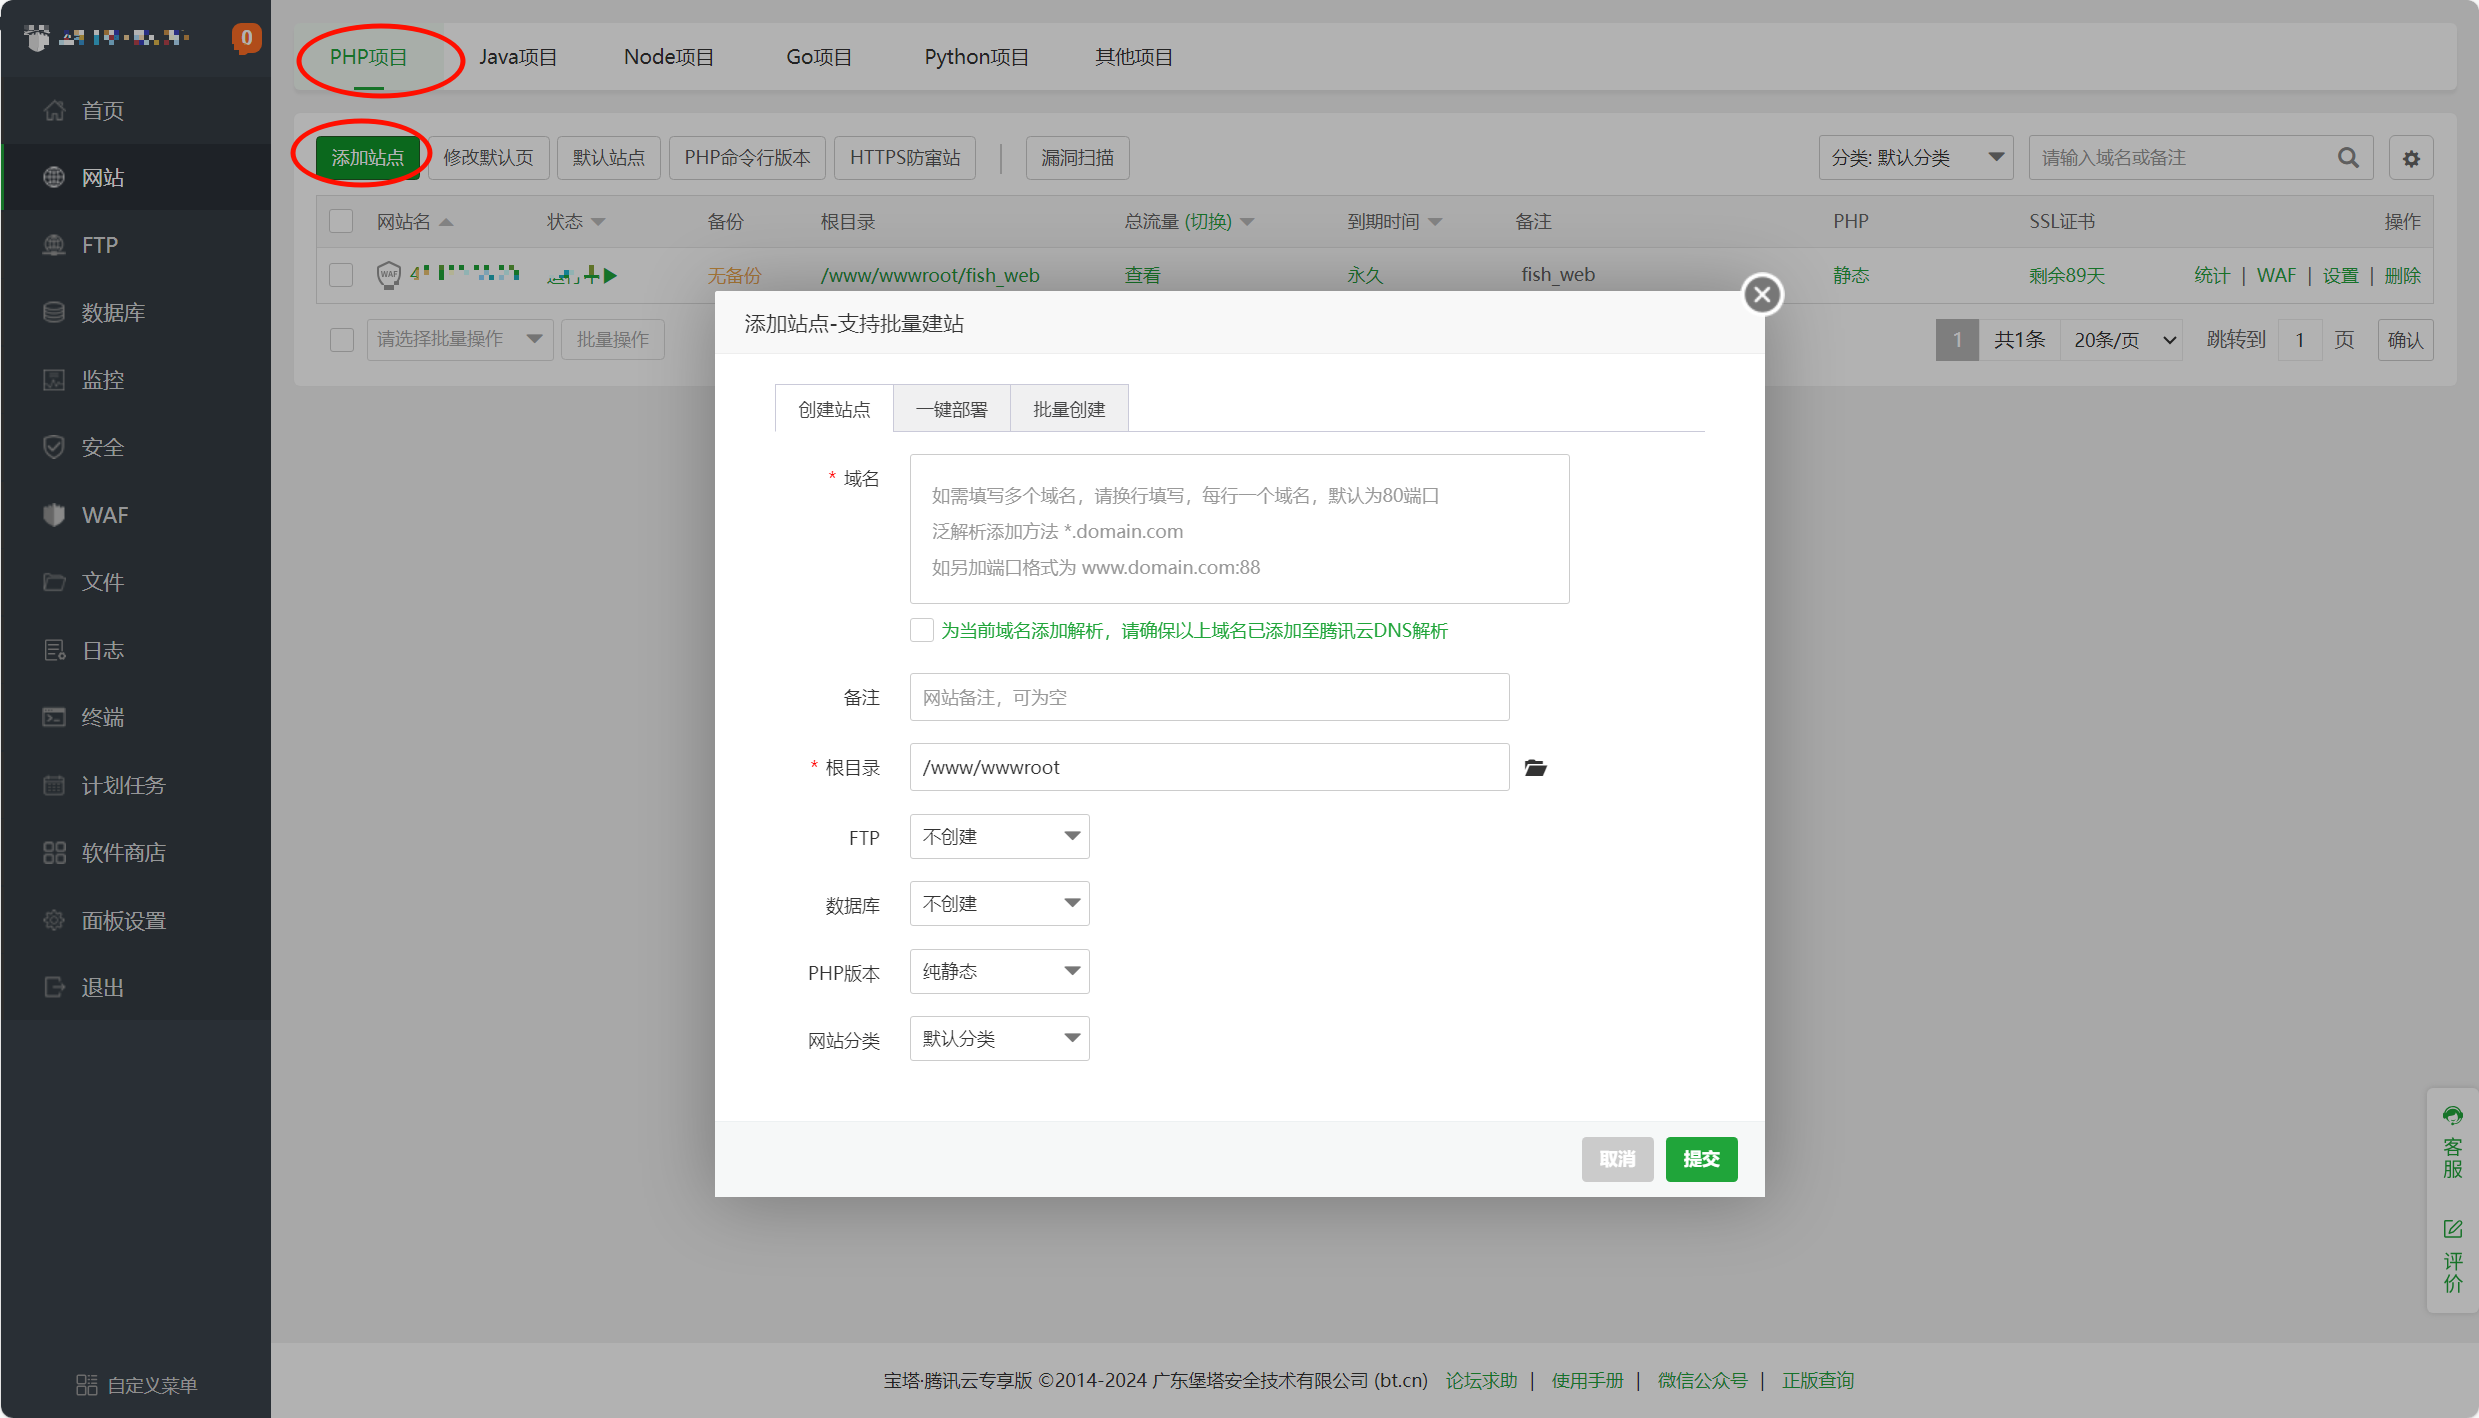 0
首页
网站
FTP
数据库
监控
安全
WAF
文件
日志
终端
计划任务
软件商店
面板设置
退出
自定义菜单
PHP项目 Java项目 Node项目 Go项目 Python项目 其他项目
添加站点 修改默认页 默认站点 PHP命令行版本 HTTPS防窜站 漏洞扫描 分类: 默认分类 请输入域名或备注
网站名 状态 备份 根目录 总流量 (切换) 到期时间 备注 PHP SSL证书 操作
WAF 无备份 /www/wwwroot/fish_web 查看 永久 fish_web 静态 剩余89天 统计 | WAF | 设置 | 删除
请选择批量操作 批量操作 1 共1条 20条/页 跳转到 1 页 确认
添加站点-支持批量建站
创建站点 一键部署 批量创建
* 域名
如需填写多个域名，请换行填写，每行一个域名，默认为80端口
泛解析添加方法 *.domain.com
如另加端口格式为 www.domain.com:88
为当前域名添加解析，请确保以上域名已添加至腾讯云DNS解析
备注 网站备注，可为空
* 根目录 /www/wwwroot
FTP 不创建
数据库 不创建
PHP版本 纯静态
网站分类 默认分类
取消 提交
客服
评价
宝塔·腾讯云专享版 ©2014-2024 广东堡塔安全技术有限公司 (bt.cn) 论坛求助 | 使用手册 | 微信公众号 | 正版查询